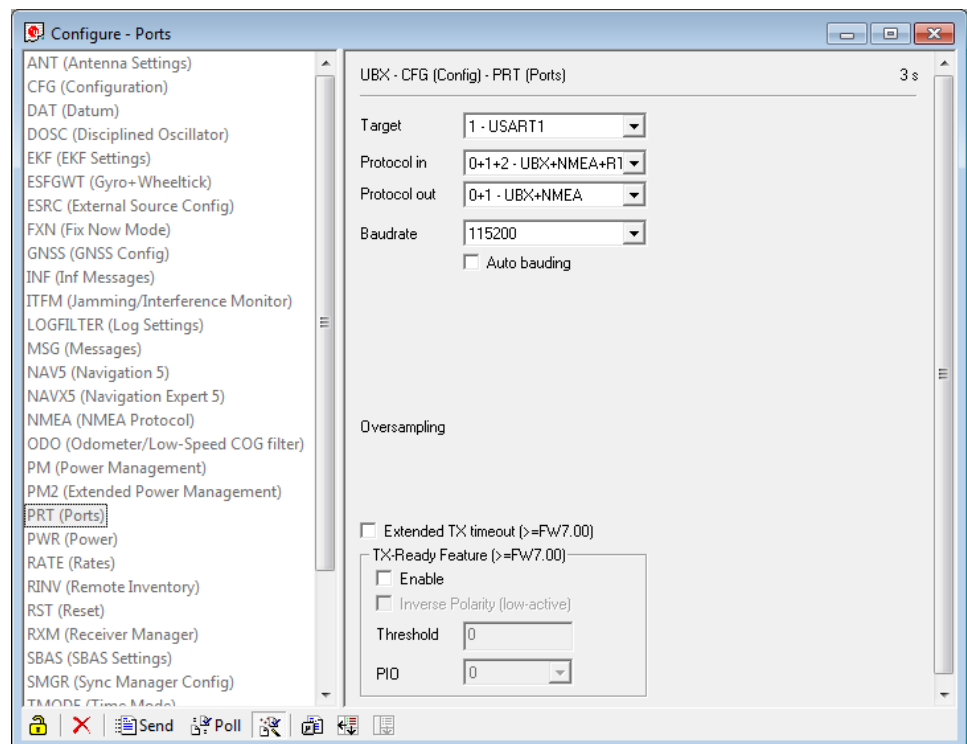 Configure - Ports
ANT (Antenna Settings)
CFG (Configuration)
DAT (Datum)
DOSC (Disciplined Oscillator)
EKF (EKF Settings)
ESFGWT (Gyro+Wheeltick)
ESRC (External Source Config)
FXN (Fix Now Mode)
GNSS (GNSS Config)
INF (Inf Messages)
ITFM (Jamming/Interference Monitor)
LOGFILTER (Log Settings)
MSG (Messages)
NAV5 (Navigation 5)
NAVX5 (Navigation Expert 5)
NMEA (NMEA Protocol)
ODO (Odometer/Low-Speed COG filter)
PM (Power Management)
PM2 (Extended Power Management)
PRT (Ports)
PWR (Power)
RATE (Rates)
RINV (Remote Inventory)
RST (Reset)
RXM (Receiver Manager)
SBAS (SBAS Settings)
SMGR (Sync Manager Config)
TMODE (Time Mode)
UBX - CFG (Config) - PRT (Ports) 3 s
Target 1 - USART1
Protocol in 0+1+2 - UBX+NMEA+RT
Protocol out 0+1 - UBX+NMEA
Baudrate 115200
Auto bauding
Oversampling
Extended TX timeout (>=FW7.00)
TX-Ready Feature (>=FW7.00)
Enable
Inverse Polarity (low-active)
Threshold 0
PIO 0
Send Poll